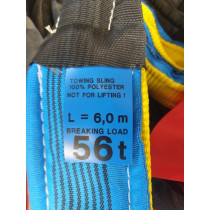 TOWING SLING
100% POLYESTER
NOT FOR LIFTING !
L = 6,0 m
BREAKING LOAD
56t